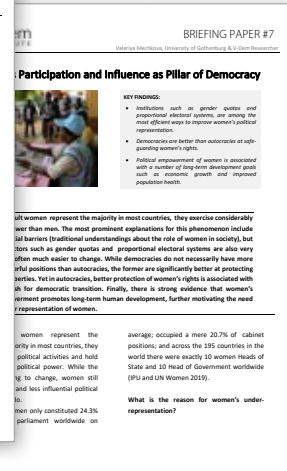 ern
BRIEFING PAPER #7
Valeriya Mechkova, University of Gothenburg & V-Dem Researcher
Participation and Influence as Pillar of Democracy
KEY FINDINGS:
• Institutions such as gender quotas and
proportional electoral systems, are among the
most efficient ways to improve women's political
representation.
• Democracies are better than autocracies at safe-
guarding women's rights.
• Political empowerment of women is associated
with a number of long-term development goals
such as economic growth and improved
population health.
ult women represent the majority in most countries, they exercise considerably
wer than men. The most prominent explanations for this phenomenon include
ial barriers (traditional understandings about the role of women in society), but
ctors such as gender quotas and proportional electoral systems are also very
often much easier to change. While democracies do not necessarily have more
erful positions than autocracies, the former are significantly better at protecting
erties. Yet in autocracies, better protection of women's rights is associated with
sh for democratic transition. Finally, there is strong evidence that women's
verment promotes long-term human development, further motivating the need
r representation of women.
women represent the
ority in most countries, they
political activities and hold
political power. While the
ng to change, women still
and less influential political
lo.
men only constituted 24.3%
parliament worldwide on
average; occupied a mere 20.7% of cabinet
positions; and across the 195 countries in the
world there were exactly 10 women Heads of
State and 10 Head of Government worldwide
(IPU and UN Women 2019).
What is the reason for women's under-
representation?